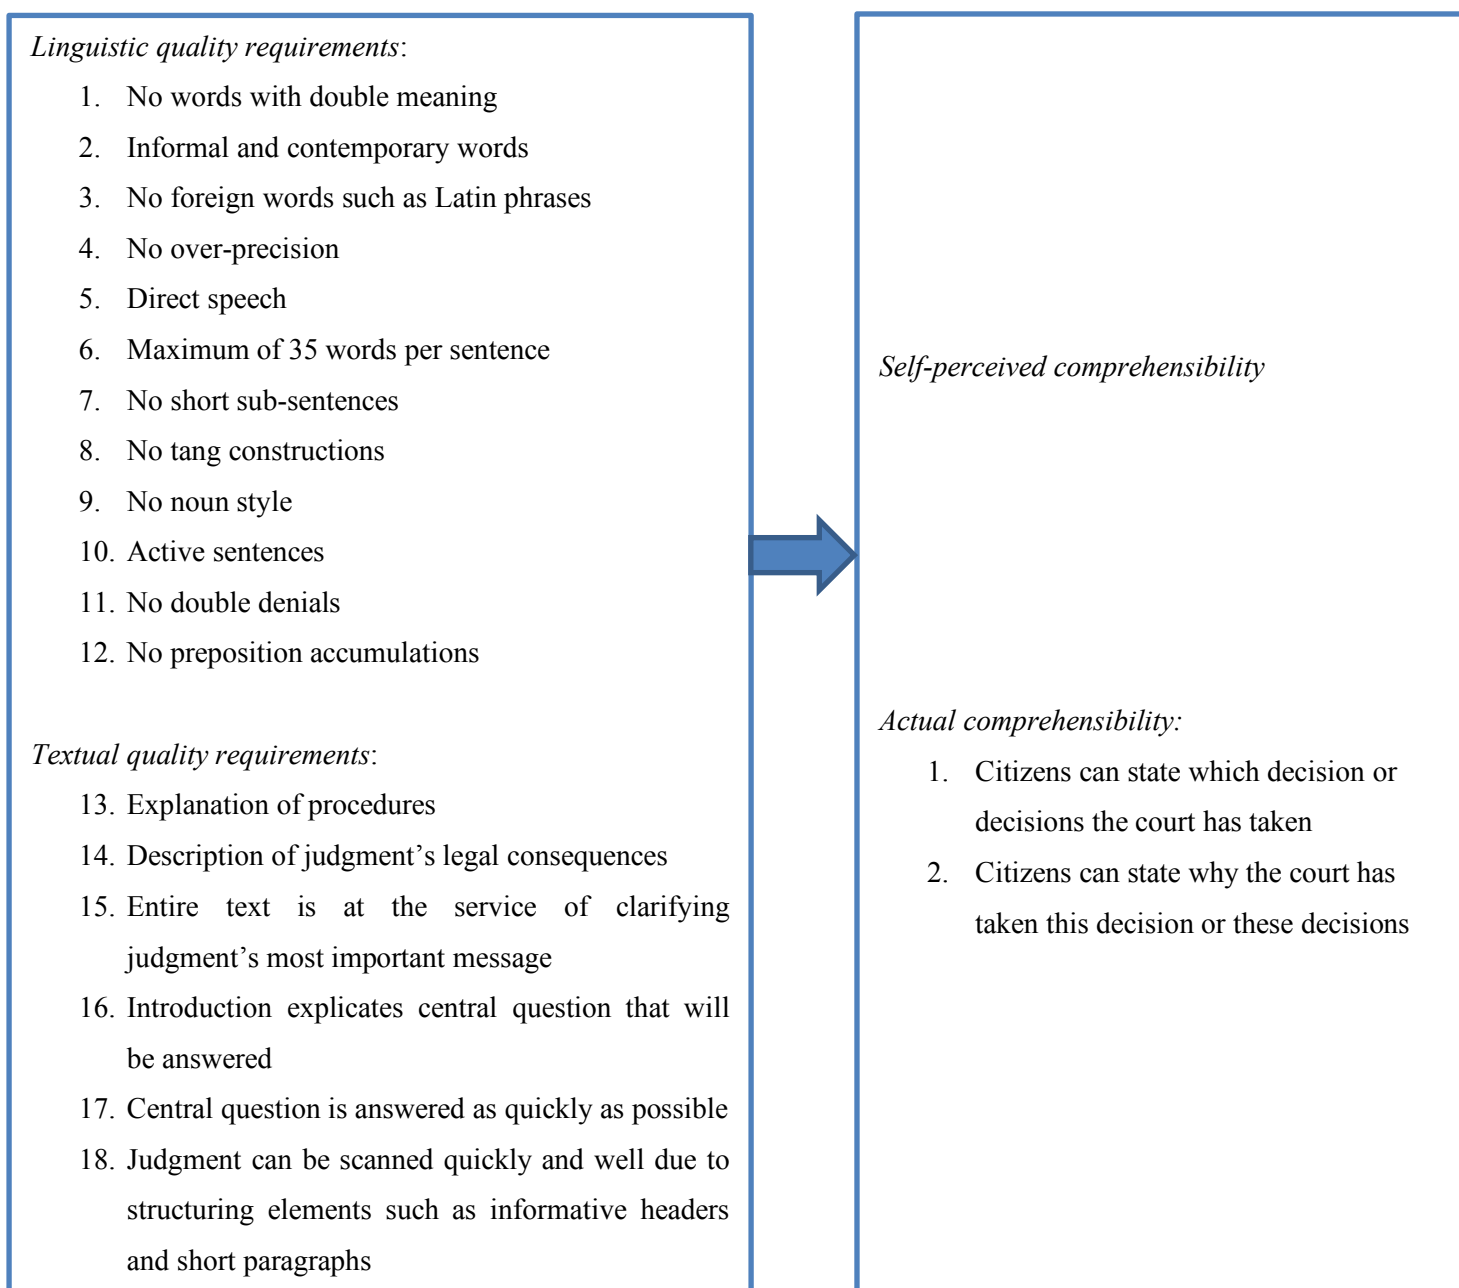 Linguistic quality requirements:
1. No words with double meaning
2. Informal and contemporary words
3. No foreign words such as Latin phrases
4. No over-precision
5. Direct speech
6. Maximum of 35 words per sentence
7. No short sub-sentences
8. No tang constructions
9. No noun style
10. Active sentences
11. No double denials
12. No preposition accumulations
Textual quality requirements:
13. Explanation of procedures
14. Description of judgment’s legal consequences
15. Entire text is at the service of clarifying
judgment’s most important message
16. Introduction explicates central question that will
be answered
17. Central question is answered as quickly as possible
18. Judgment can be scanned quickly and well due to
structuring elements such as informative headers
and short paragraphs
Self-perceived comprehensibility
Actual comprehensibility:
1. Citizens can state which decision or
decisions the court has taken
2. Citizens can state why the court has
taken this decision or these decisions